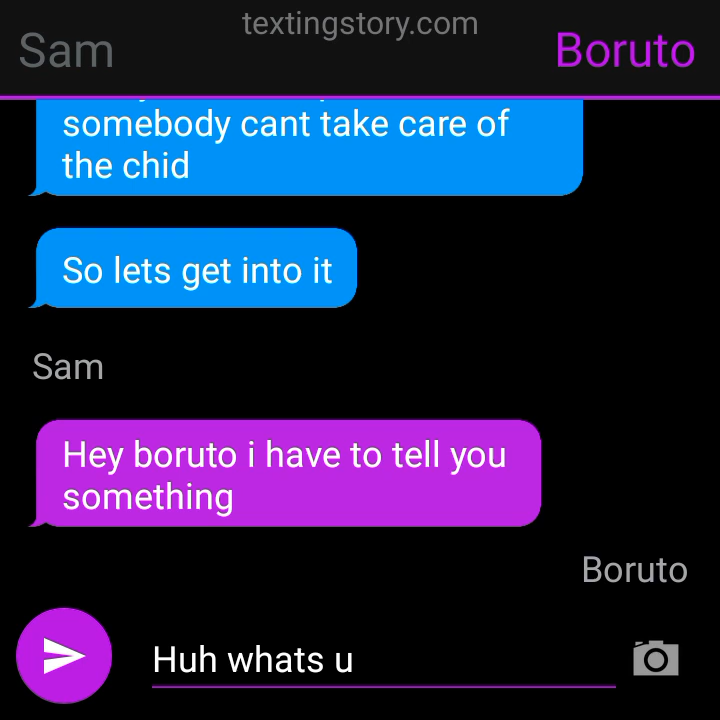 textingstory.com
Sam
Boruto
somebody cant take care of
the chid
So lets get into it
Sam
Hey boruto i have to tell you
something
Boruto
Huh whats u